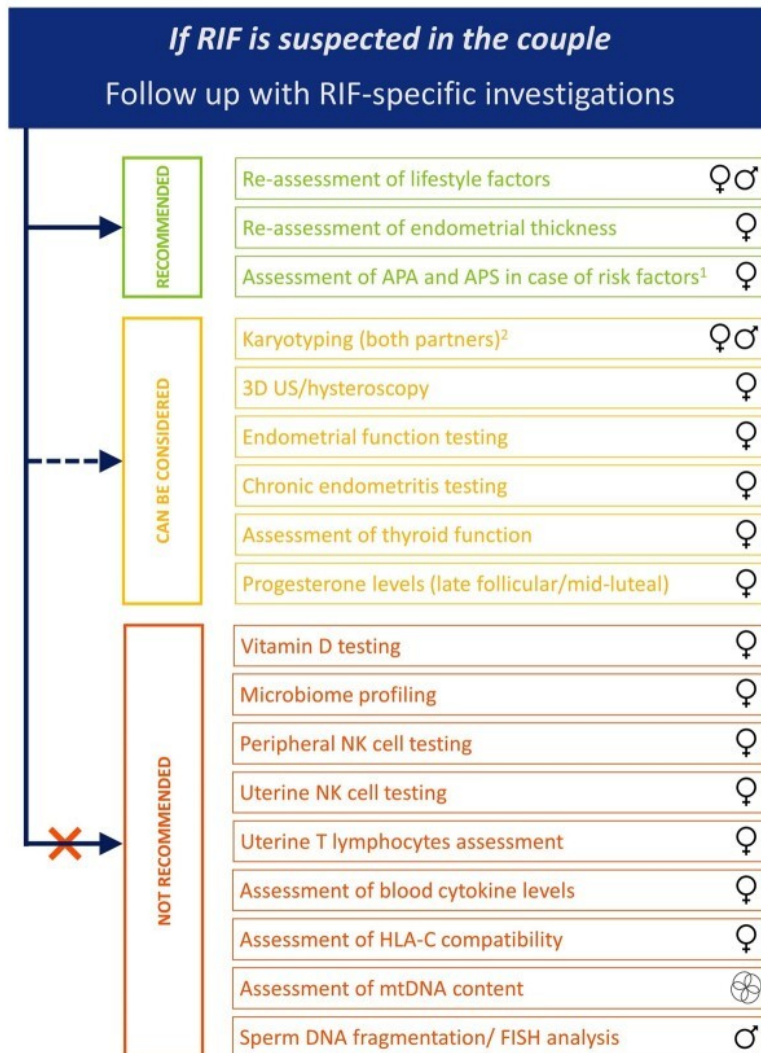 If RIF is suspected in the couple
Follow up with RIF-specific investigations
RECOMMENDED
Re-assessment of lifestyle factors
Re-assessment of endometrial thickness
Assessment of APA and APS in case of risk factors¹
CAN BE CONSIDERED
Karyotyping (both partners)²
3D US/hysteroscopy
Endometrial function testing
Chronic endometritis testing
Assessment of thyroid function
Progesterone levels (late follicular/mid-luteal)
NOT RECOMMENDED
Vitamin D testing
Microbiome profiling
Peripheral NK cell testing
Uterine NK cell testing
Uterine T lymphocytes assessment
Assessment of blood cytokine levels
Assessment of HLA-C compatibility
Assessment of mtDNA content
Sperm DNA fragmentation/ FISH analysis